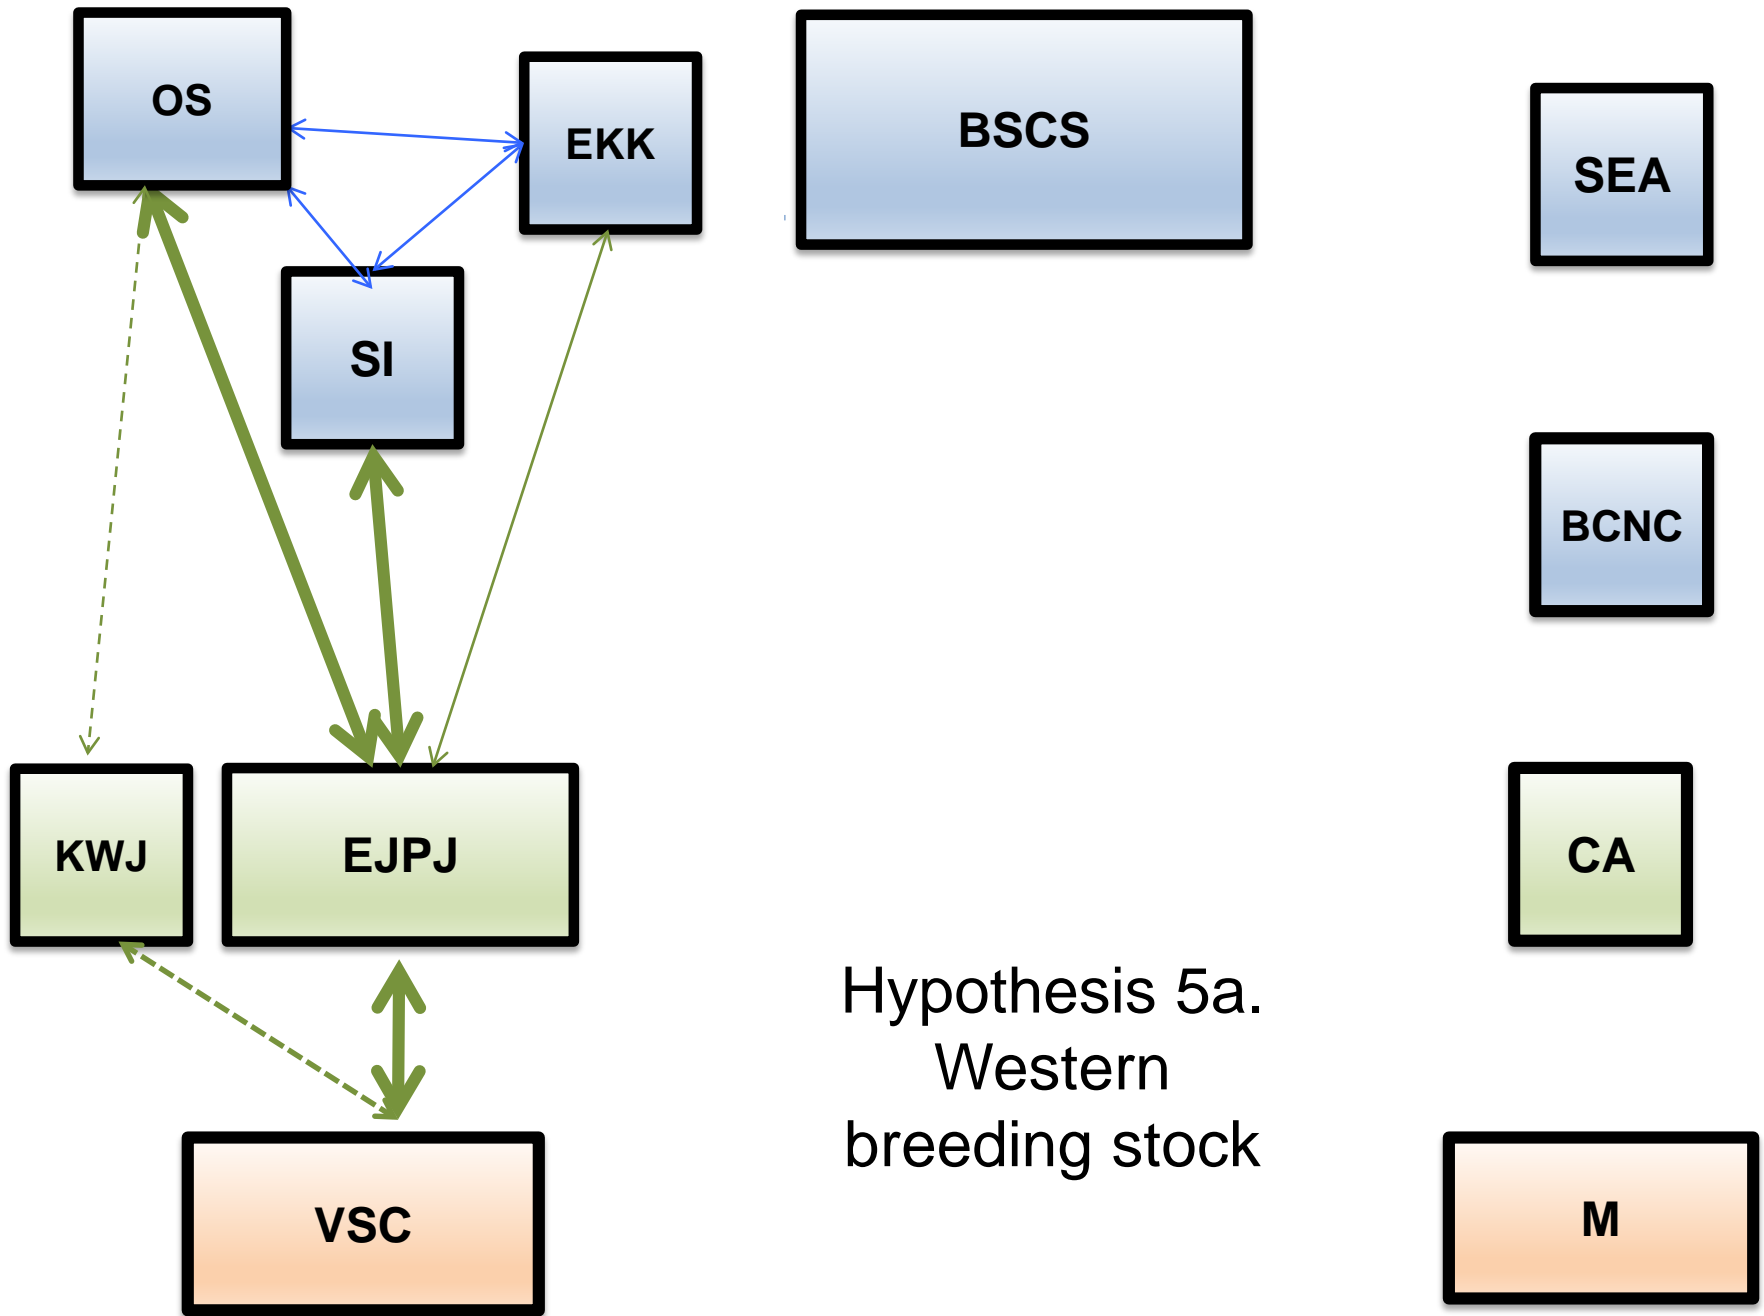 OS
EKK
BSCS
SEA
SI
BCNC
KWJ
EJPJ
CA
Hypothesis 5a.
Western
breeding stock
VSC
M